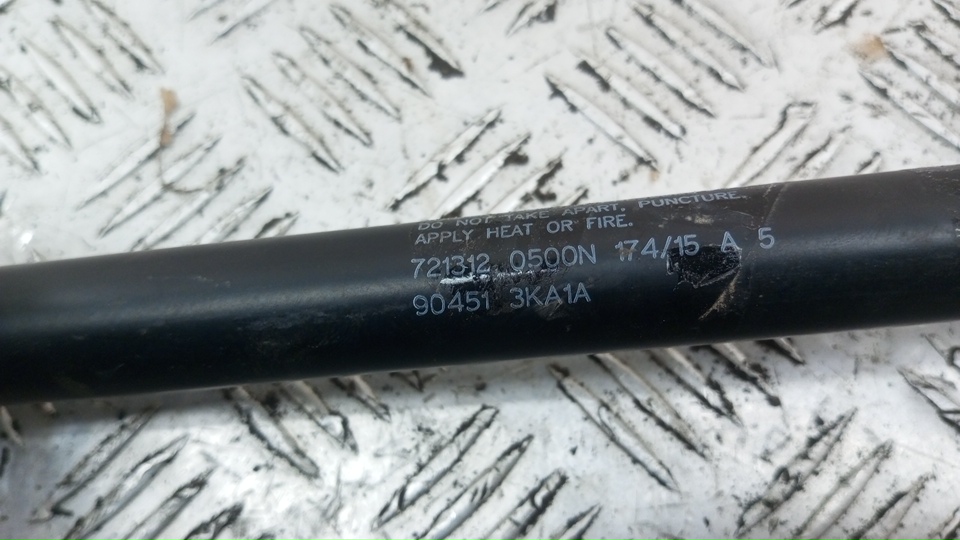 DO NOT TAKE APART, PUNCTURE.
APPLY HEAT OR FIRE.
721312 0500N 174/15 A 5
90451 3KA1A